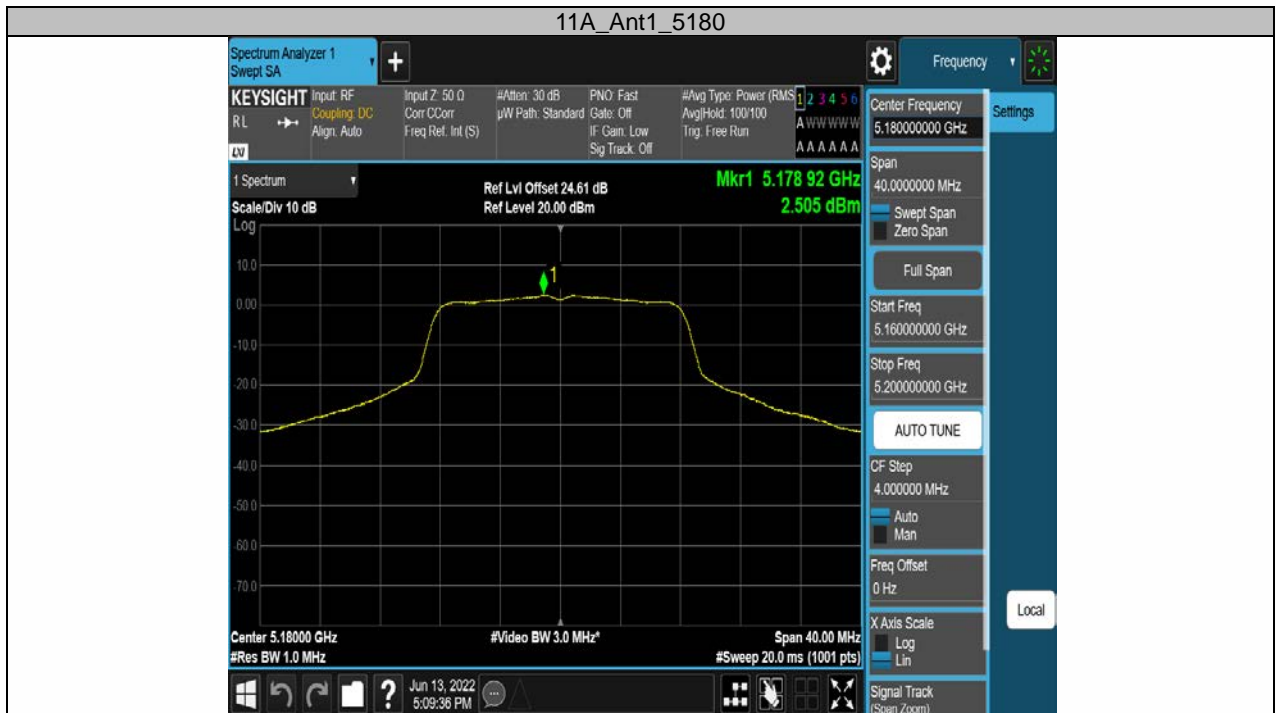 11A_Ant1_5180
Spectrum Analyzer 1
Swept SA
+
Frequency
KEYSIGHT
RL
LXI
Input: RF
Coupling: DC
Align: Auto
Input Z: 50 Ω
Corr CCorr
Freq Ref: Int (S)
#Atten: 30 dB
µW Path: Standard
PNO: Fast
Gate: Off
IF Gain: Low
Sig Track: Off
#Avg Type: Power (RMS
Avg|Hold: 100/100
Trig: Free Run
1 2 3 4 5 6
A W W W W W
A A A A A A
1 Spectrum
Scale/Div 10 dB
Log
Ref Lvl Offset 24.61 dB
Ref Level 20.00 dBm
Mkr1 5.178 92 GHz
2.505 dBm
1
10.0
0.00
-10.0
-20.0
-30.0
-40.0
-50.0
-60.0
-70.0
Center 5.18000 GHz
#Res BW 1.0 MHz
#Video BW 3.0 MHz*
Span 40.00 MHz
#Sweep 20.0 ms (1001 pts)
Center Frequency
5.180000000 GHz
Settings
Span
40.0000000 MHz
Swept Span
Zero Span
Full Span
Start Freq
5.160000000 GHz
Stop Freq
5.200000000 GHz
AUTO TUNE
CF Step
4.000000 MHz
Auto
Man
Freq Offset
0 Hz
X Axis Scale
Log
Lin
Local
Signal Track
(Span Zoom)
?
Jun 13, 2022
5:09:36 PM